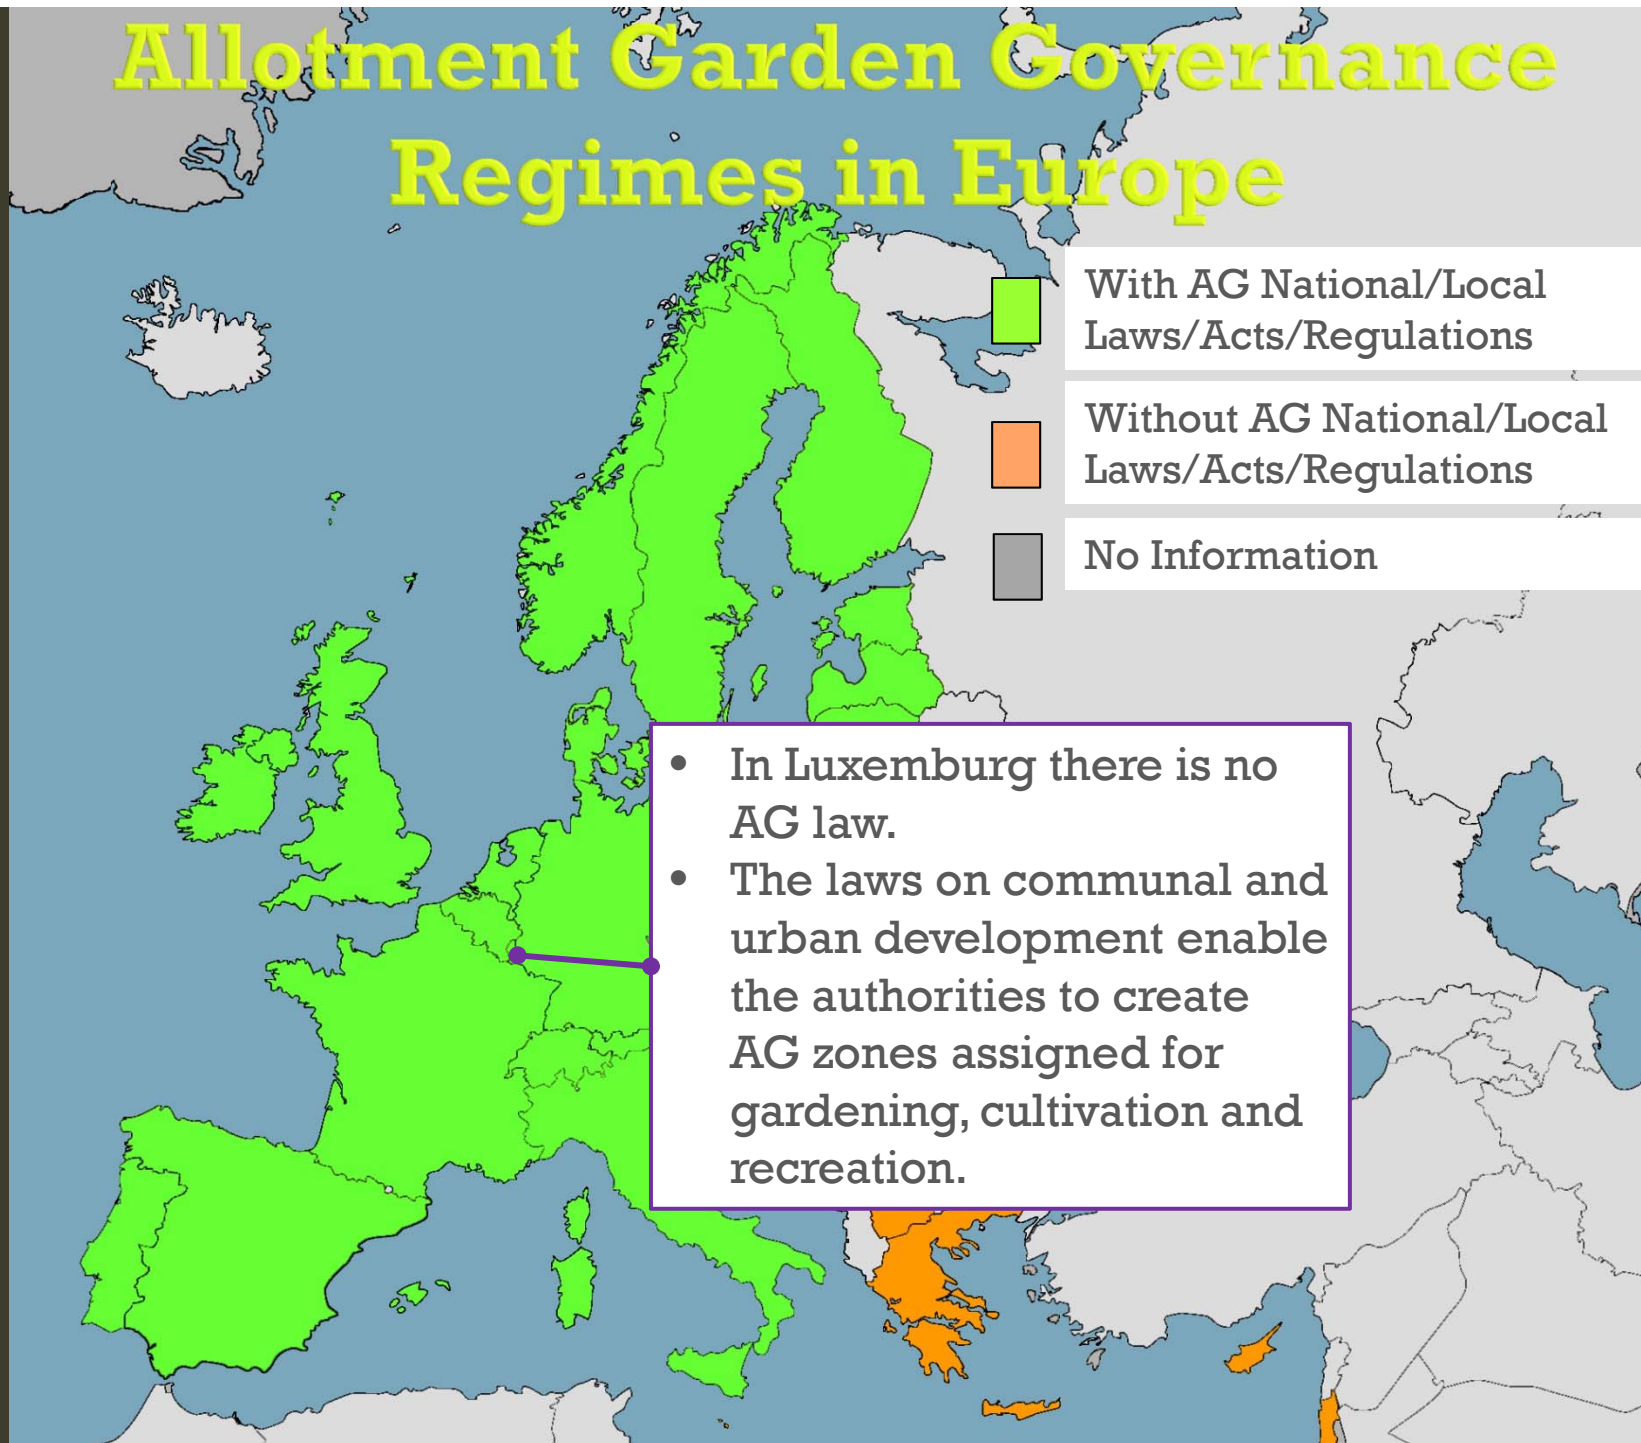 Allotment Garden Governance
Regimes in Europe
With AG National/Local
Laws/Acts/Regulations
Without AG National/Local
Laws/Acts/Regulations
No Information
• In Luxemburg there is no
AG law.
• The laws on communal and
urban development enable
the authorities to create
AG zones assigned for
gardening, cultivation and
recreation.